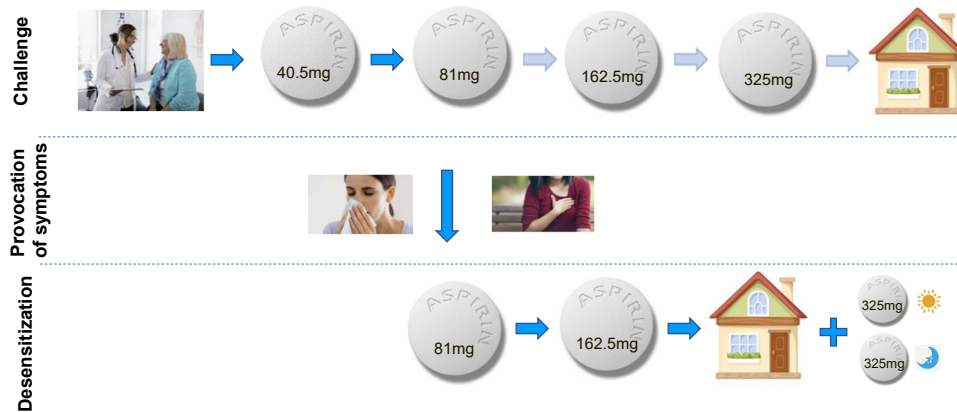 Challenge
ASPIRIN
40.5mg
ASPIRIN
81mg
ASPIRIN
162.5mg
ASPIRIN
325mg
Provocation
of symptoms
Desensitization
ASPIRIN
81mg
ASPIRIN
162.5mg
ASPIRIN
325mg
ASPIRIN
325mg